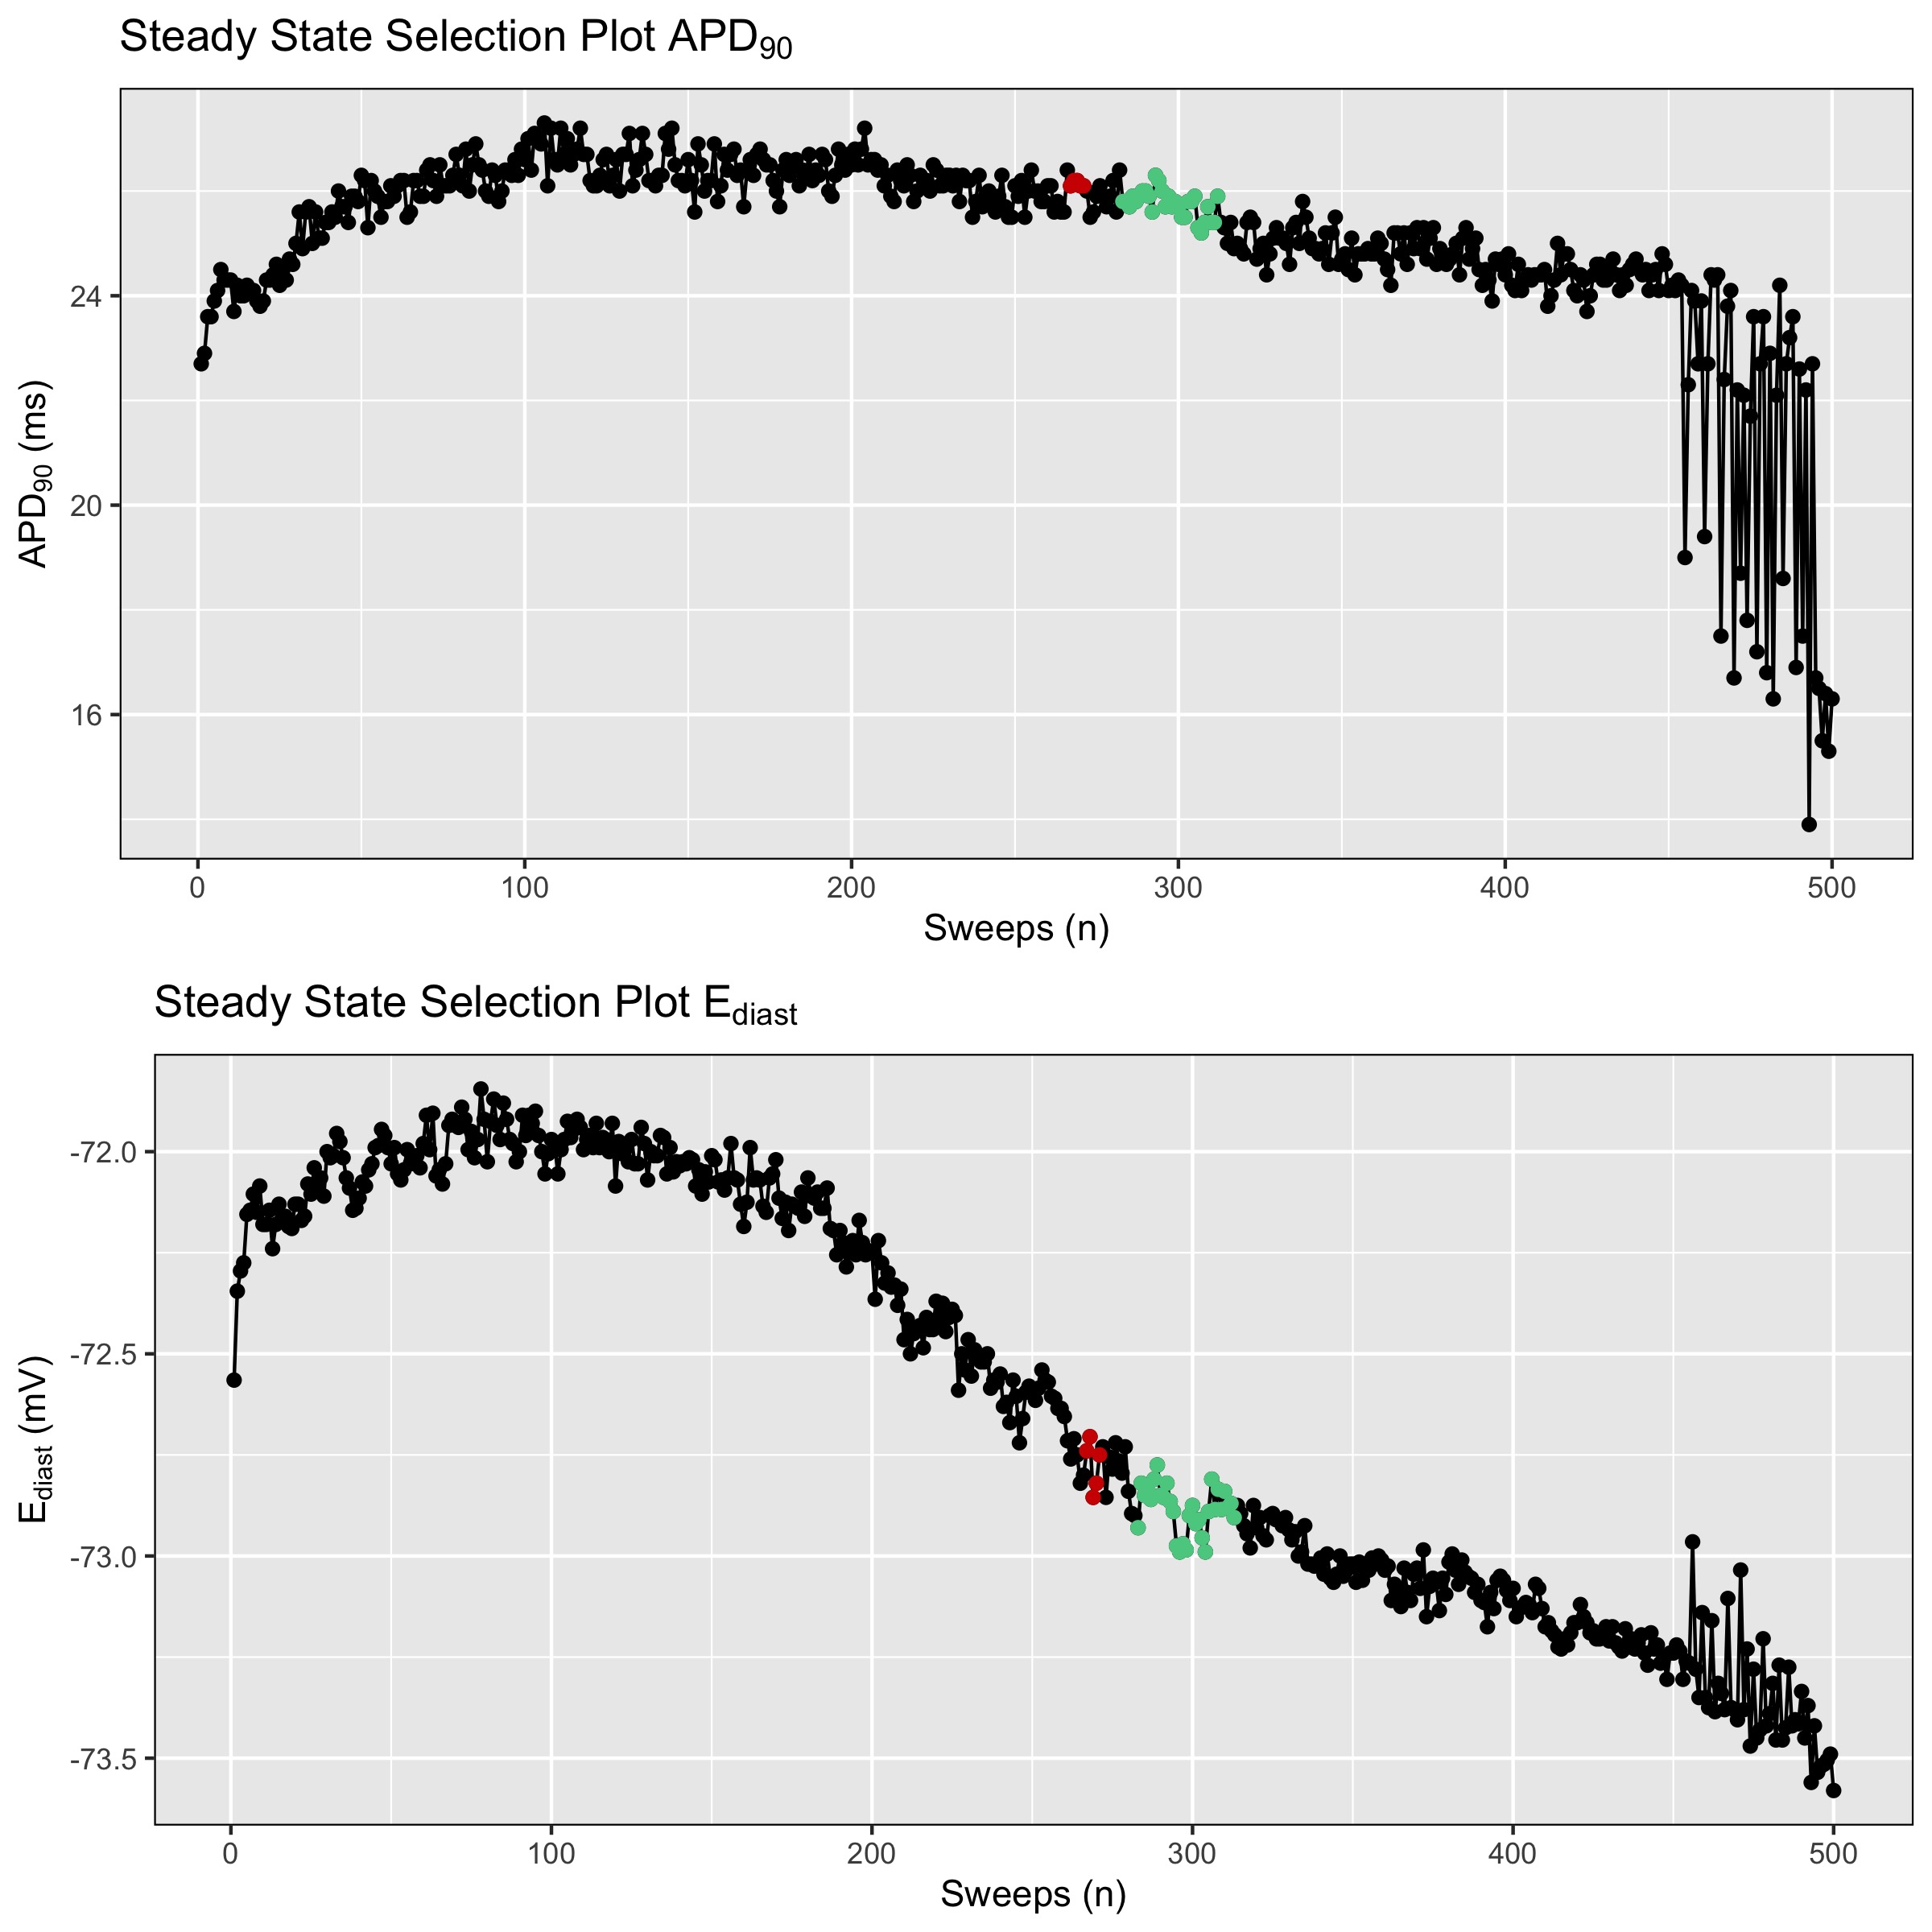 Steady State Selection Plot APD90
24
20
16
APD90 (ms)
0 100 200 300 400 500
Sweeps (n)
Steady State Selection Plot Ediast
-72.0
-72.5
-73.0
-73.5
Ediast (mV)
0 100 200 300 400 500
Sweeps (n)